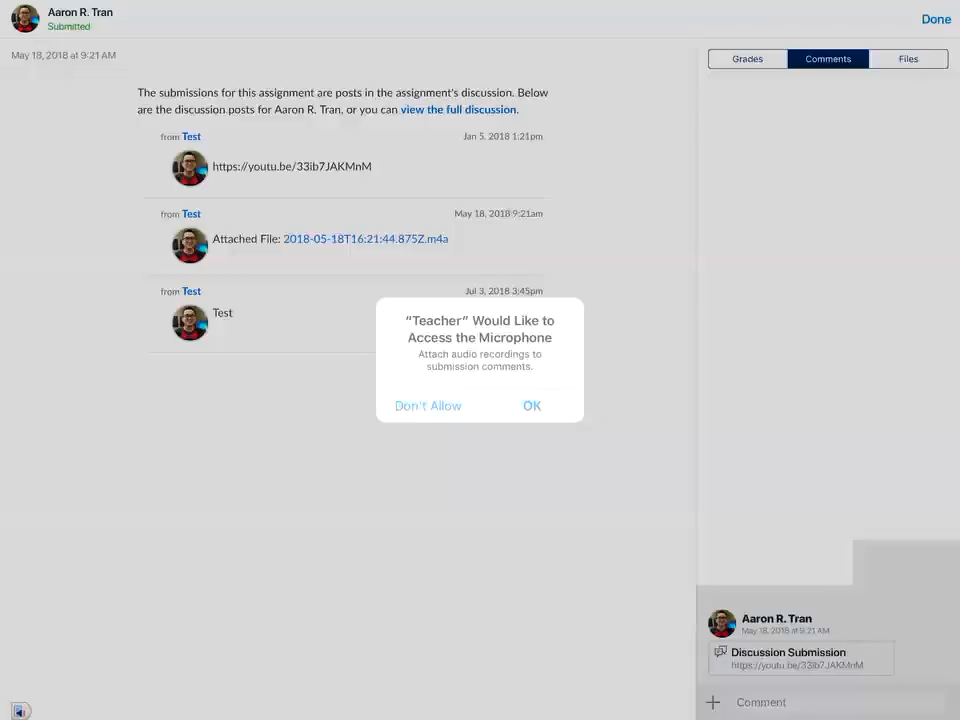 Aaron R. Tran
Submitted
Done
May 18, 2018 at 9:21 AM
Grades
Comments
Files
The submissions for this assignment are posts in the assignment's discussion. Below
are the discussion posts for Aaron R. Tran, or you can view the full discussion.
from Test
Jan 5, 2018 1:21pm
https://youtu.be/33ib7JAKMnM
from Test
May 18, 2018 9:21am
Attached File: 2018-05-18T16:21:44.875Z.m4a
from Test
Jul 3, 2018 3:45pm
Test
“Teacher” Would Like to
Access the Microphone
Attach audio recordings to
submission comments.
Don't Allow
OK
Aaron R. Tran
May 18, 2018 at 9:21 AM
Discussion Submission
https://youtu.be/33ib7JAKMnM
Comment